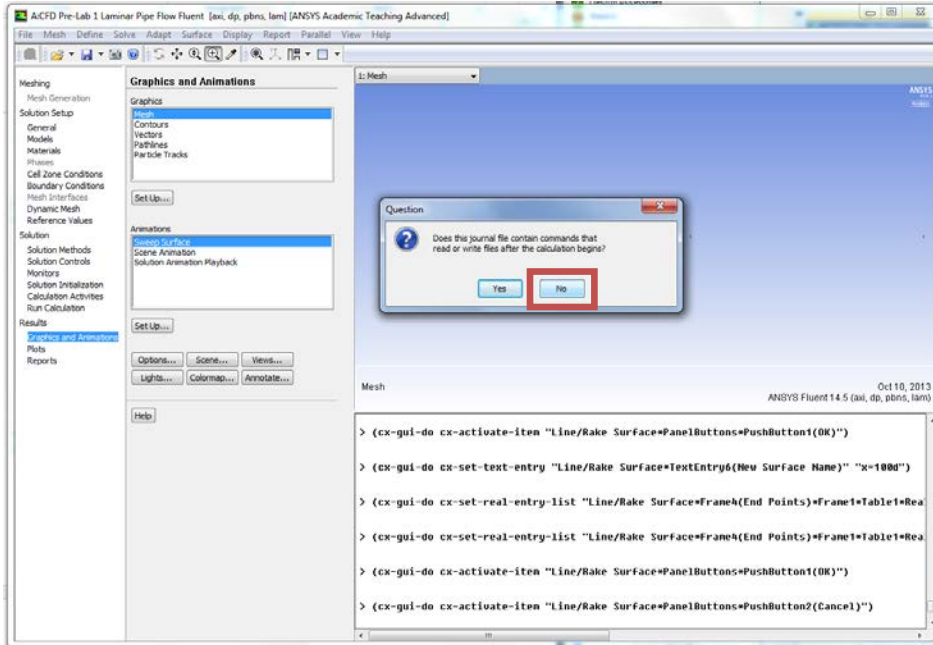 AiCFD Pre-Lab 1 Laminar Pipe Flow Fluent [axi, dp, pbns, lam] [ANSYS Academic Teaching Advanced]
File Mesh Define Solve Adapt Surface Display Report Parallel View Help
Meshing
Mesh Generation
Solution Setup
General
Models
Materials
Phases
Cell Zone Conditions
Boundary Conditions
Mesh Interfaces
Dynamic Mesh
Reference Values
Solution
Solution Methods
Solution Controls
Monitors
Solution Initialization
Calculation Activities
Run Calculation
Results
Graphics and Animations
Plots
Reports
Graphics and Animations
Graphics
Mesh
Contours
Vectors
Pathlines
Particle Tracks
Set Up...
Animations
Sweep Surface
Scene Animation
Solution Animation Playback
Set Up...
Options... Scene... Views...
Lights... Colormap... Annotate...
Help
1: Mesh
ANSYS
Question
Does this journal file contain commands that
read or write files after the calculation begins?
Yes No
Mesh
Oct 10, 2013
ANSYS Fluent 14.5 (axi, dp, pbns, lam)
> (cx-gui-do cx-activate-item "Line/Rake Surface*PanelButtons*PushButton1(OK)")
> (cx-gui-do cx-set-text-entry "Line/Rake Surface*TextEntry6(New Surface Name)" "x=100d")
> (cx-gui-do cx-set-real-entry-list "Line/Rake Surface*Frame4(End Points)*Frame1*Table1*Rea
> (cx-gui-do cx-set-real-entry-list "Line/Rake Surface*Frame4(End Points)*Frame1*Table1*Rea
> (cx-gui-do cx-activate-item "Line/Rake Surface*PanelButtons*PushButton1(OK)")
> (cx-gui-do cx-activate-item "Line/Rake Surface*PanelButtons*PushButton2(Cancel)")